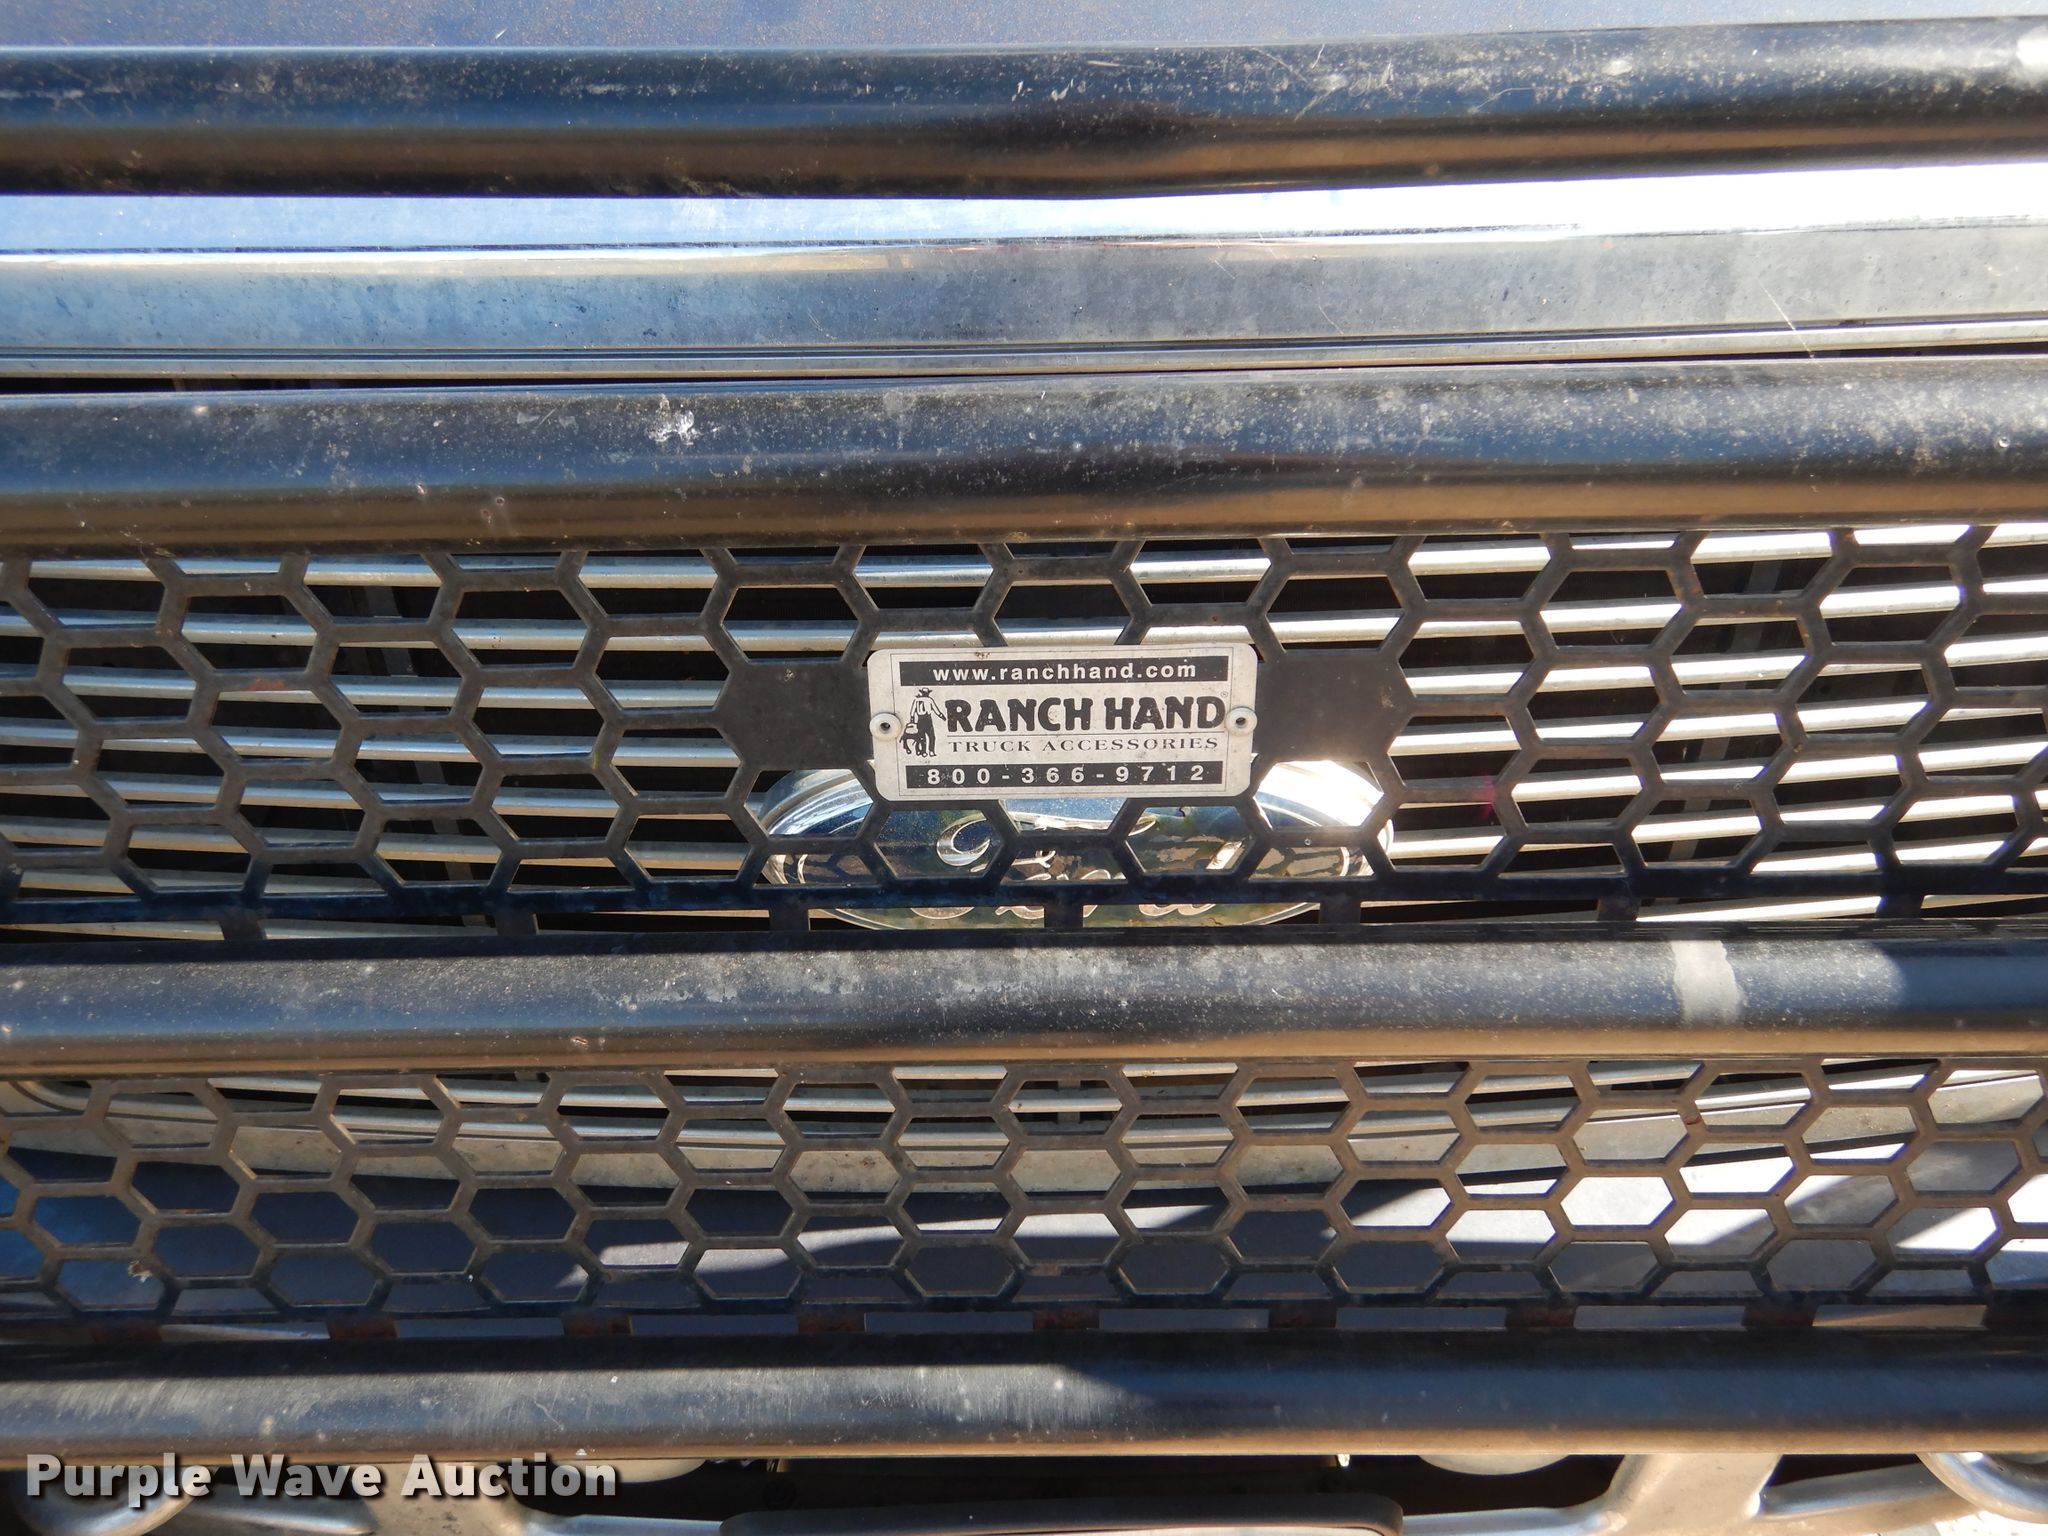 www.ranchhand.com
RANCH HAND®
TRUCK ACCESSORIES
800-366-9712
Ford
Purple Wave Auction